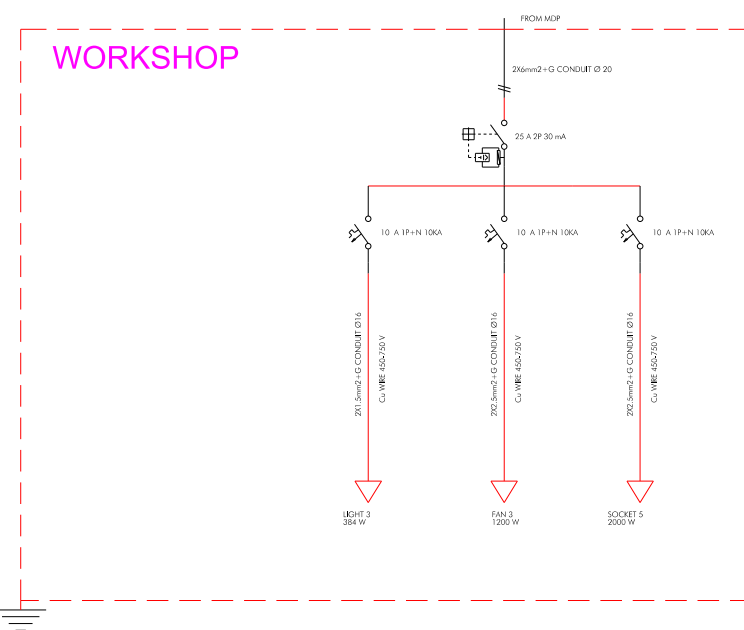 FROM MDP
WORKSHOP
2X6mm2+G CONDUIT Ø 20
25 A 2P 30 mA
10 A 1P+N 10KA
10 A 1P+N 10KA
10 A 1P+N 10KA
2X1.5mm2+G CONDUIT Ø16
Cu WIRE 450-750 V
2X2.5mm2+G CONDUIT Ø16
Cu WIRE 450-750 V
2X2.5mm2+G CONDUIT Ø16
Cu WIRE 450-750 V
LIGHT 3
384 W
FAN 3
1200 W
SOCKET 5
2000 W